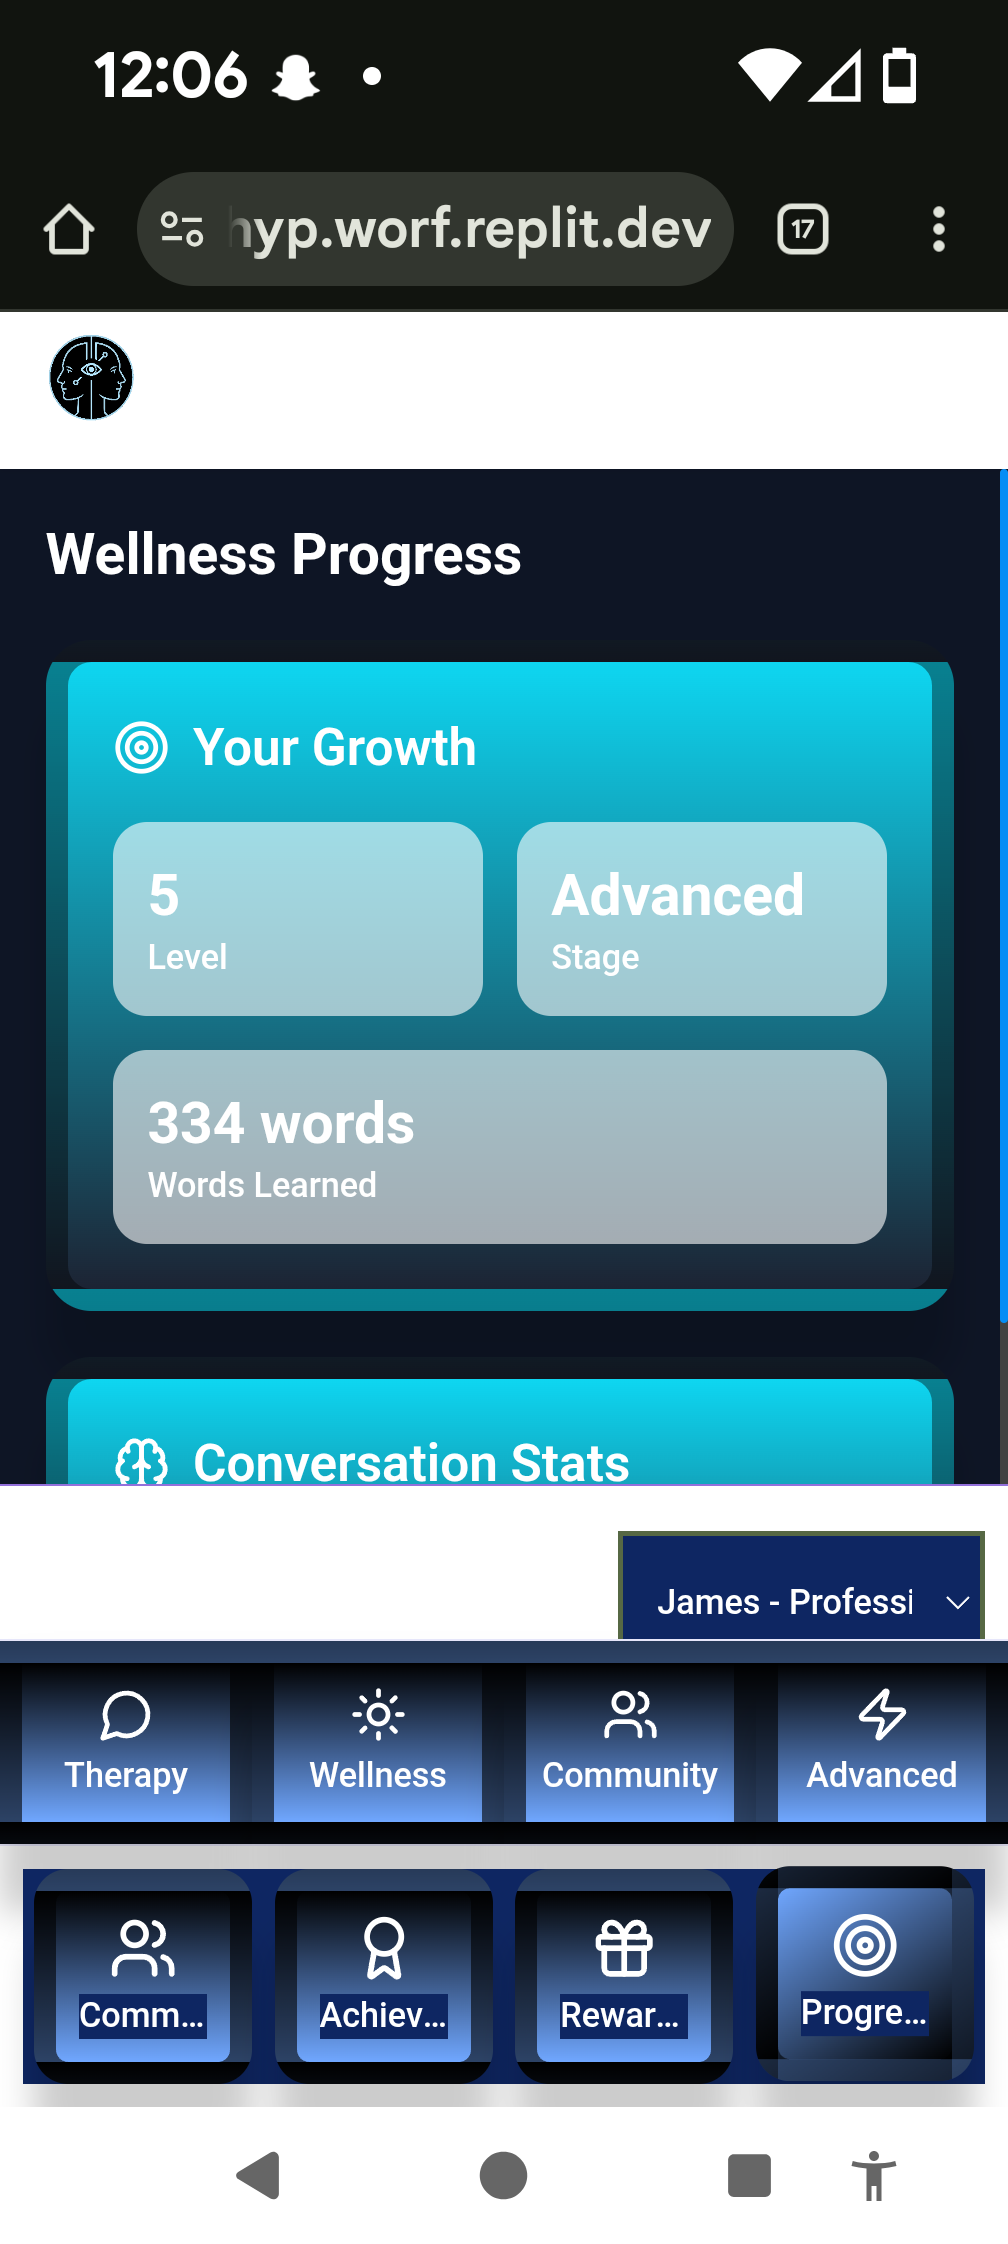 12:06
hyp.worf.replit.dev
17
Wellness Progress
Your Growth
5
Level
Advanced
Stage
334 words
Words Learned
Conversation Stats
James - Professi
Therapy
Wellness
Community
Advanced
Comm...
Achiev...
Rewar...
Progre...